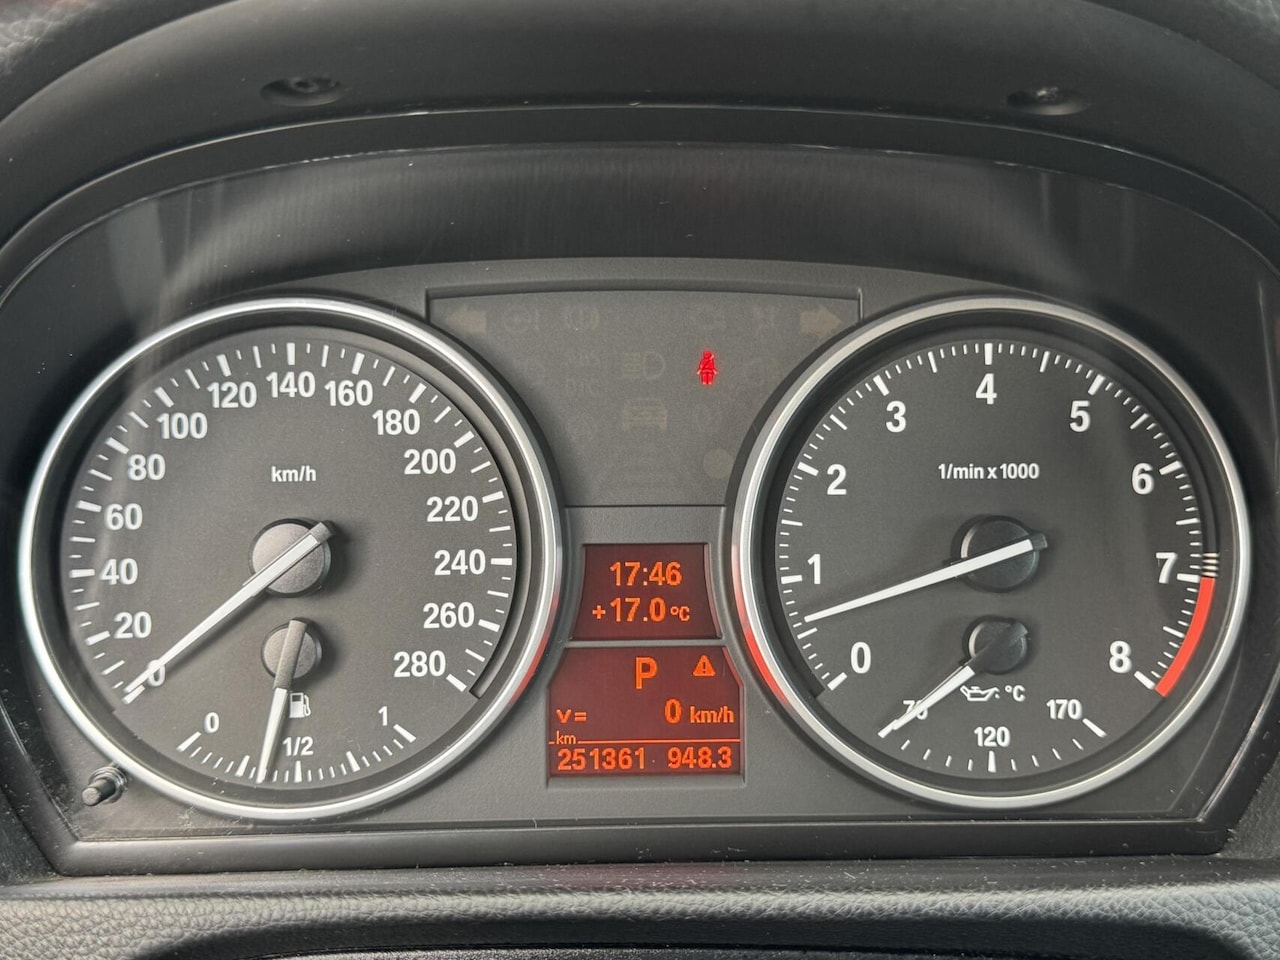 0 20 40 60 80 100 120 140 160 180 200 220 240 260 280
km/h
0 1/2 1
17:46
+17.0°C
P
V= 0 km/h
km
251361 948.3
0 1 2 3 4 5 6 7 8
1/min x 1000
°C
70 120 170